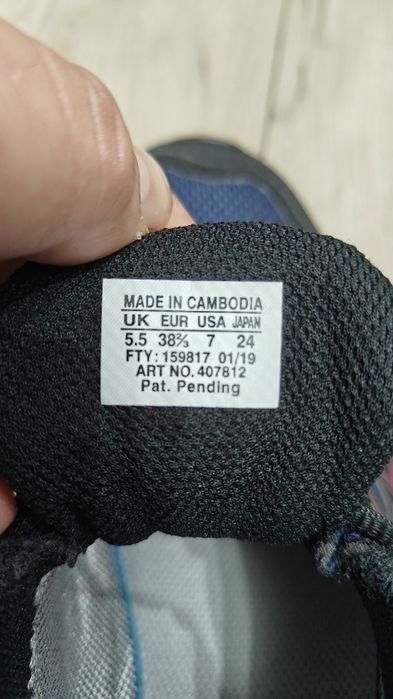 MADE IN CAMBODIA
UK EUR USA JAPAN
5.5 38⅔ 7 24
FTY: 159817 01/19
ART NO. 407812
Pat. Pending